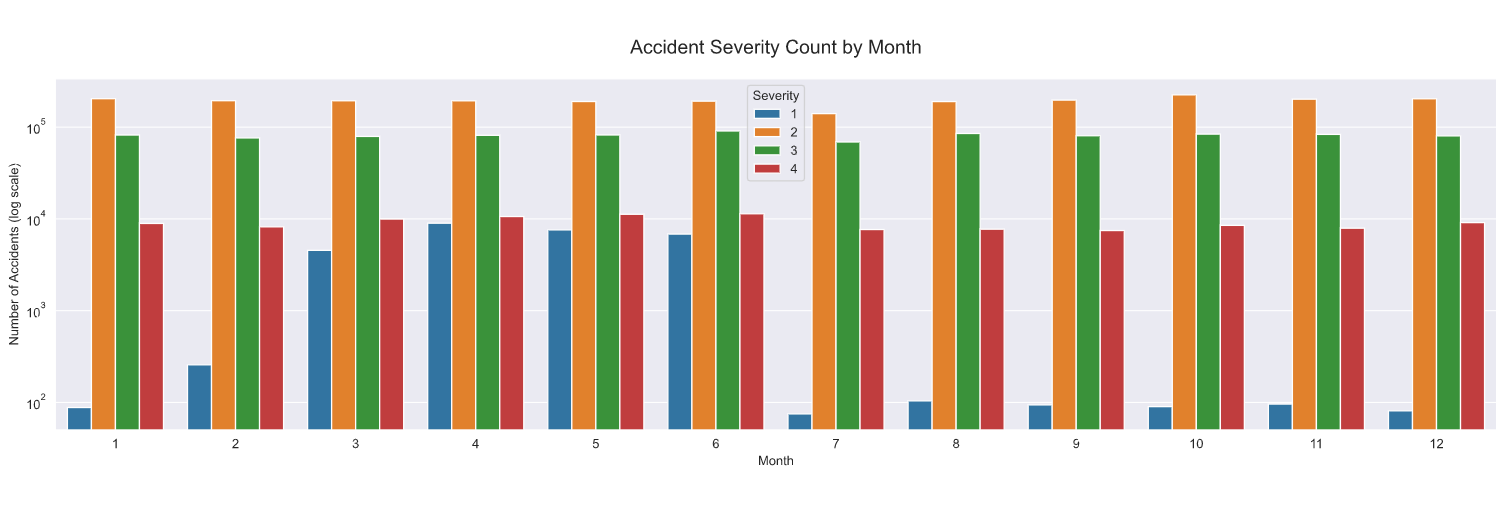 Accident Severity Count by Month
Severity
1
2
3
4
Number of Accidents (log scale)
10^5
10^4
10^3
10^2
1 2 3 4 5 6 7 8 9 10 11 12
Month